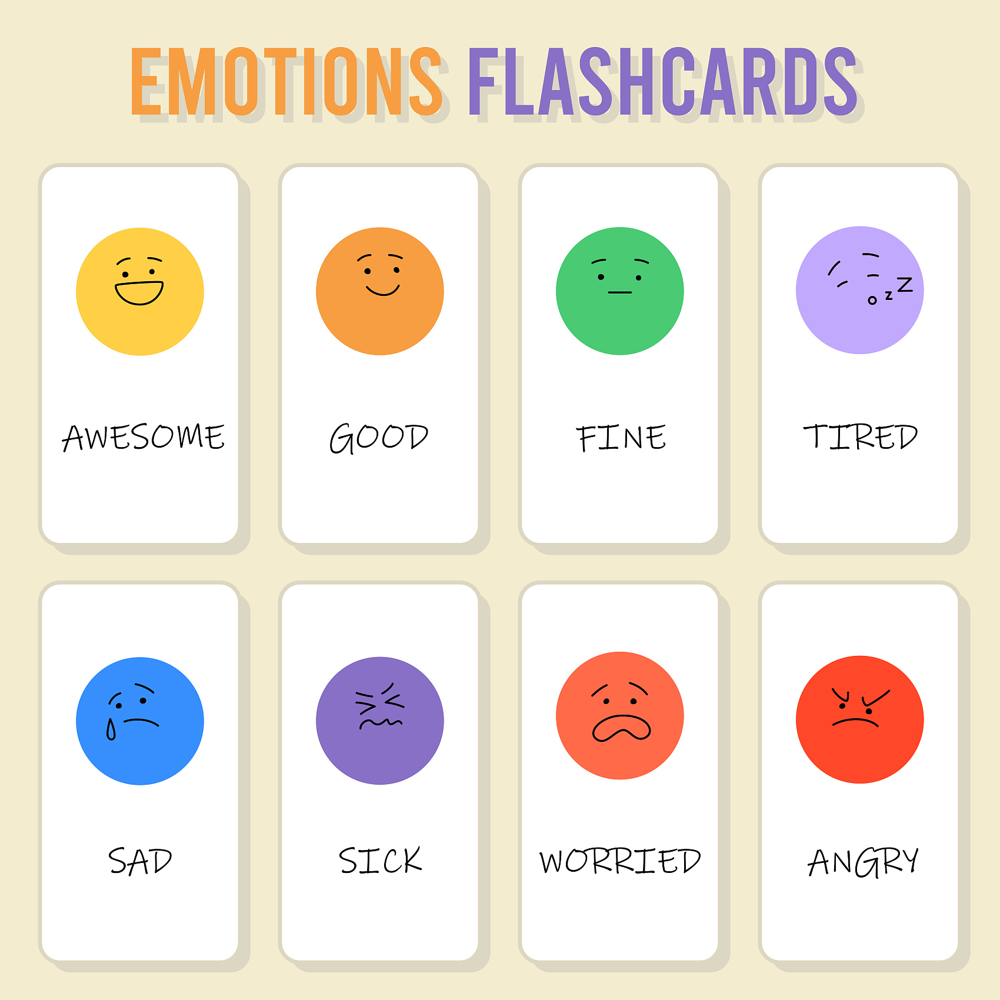 EMOTIONS FLASHCARDS
AWESOME
GOOD
FINE
z Z
TIRED
SAD
SICK
WORRIED
ANGRY